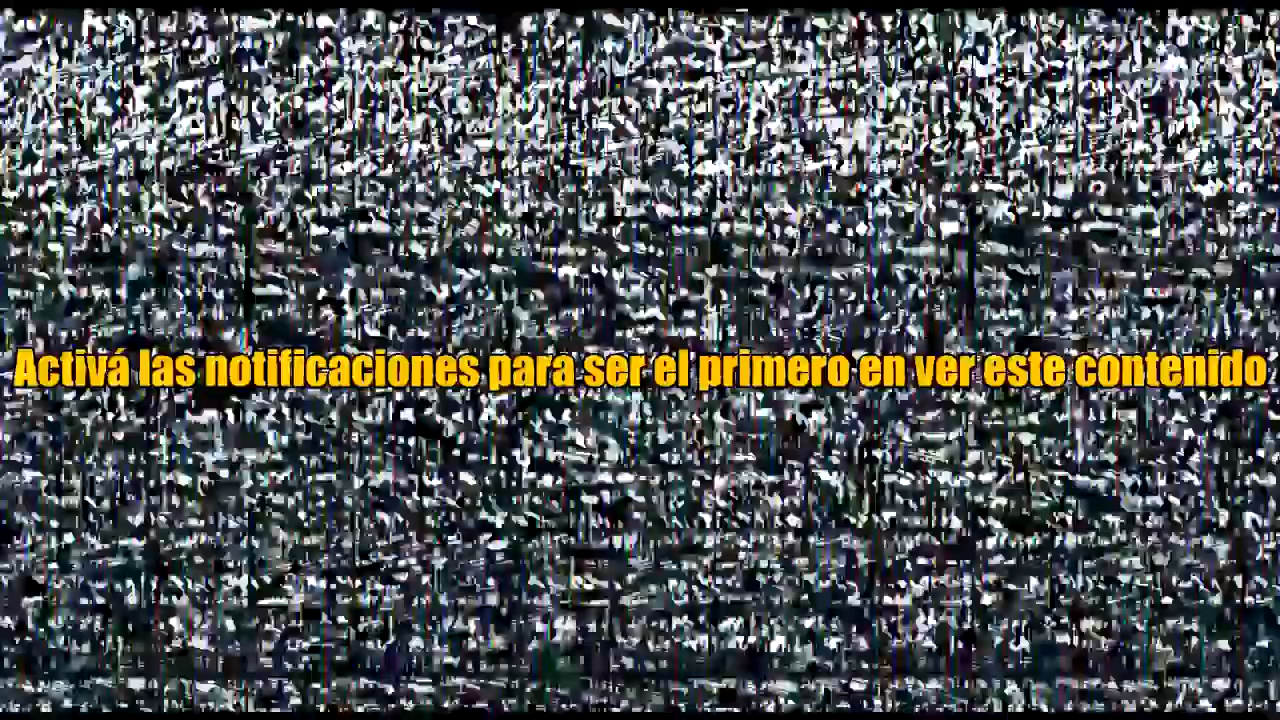 Activá las notificaciones para ser el primero en ver este contenido